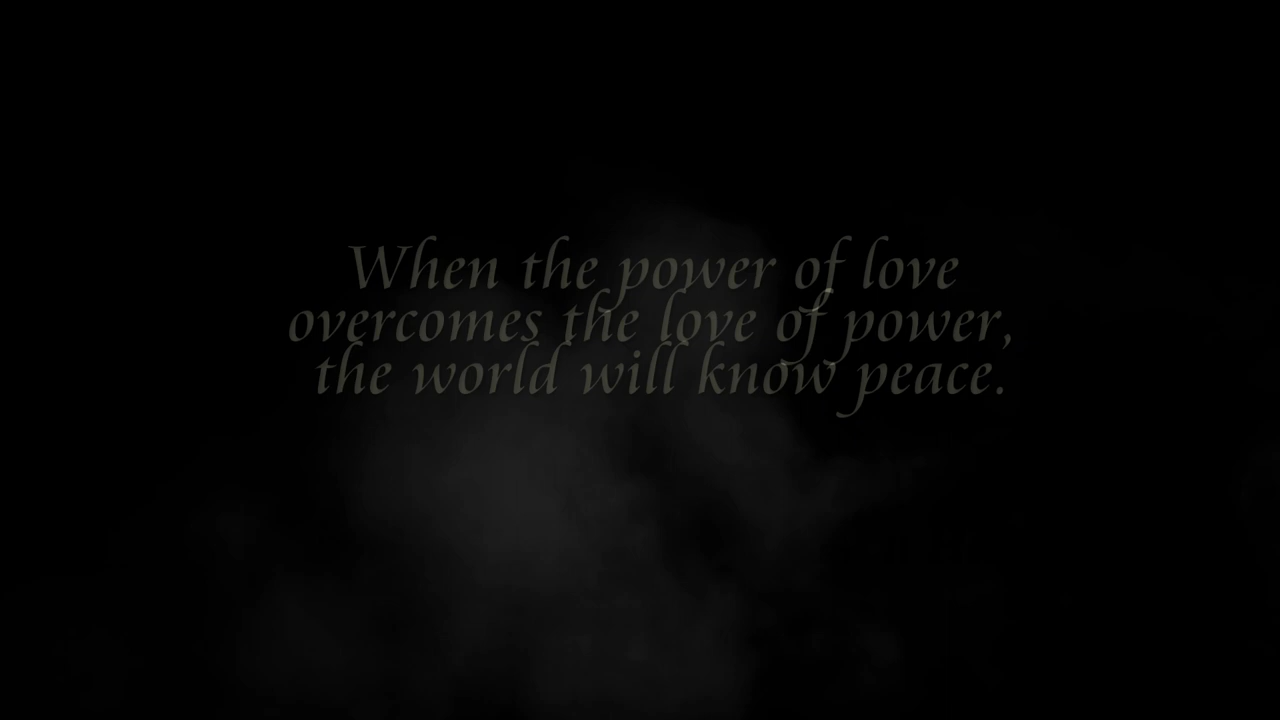 When the power of love
overcomes the love of power,
the world will know peace.